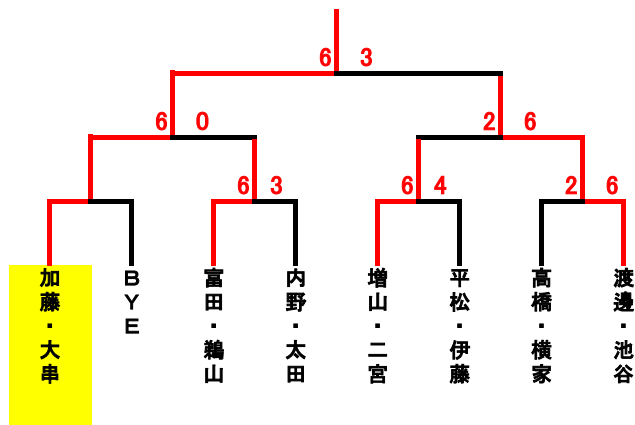 6 3
6 0
2 6
6 3
6 4
2 6
加藤・大串
BYE
富田・鵜山
内野・太田
増山・二宮
平松・伊藤
高橋・横家
渡邊・池谷